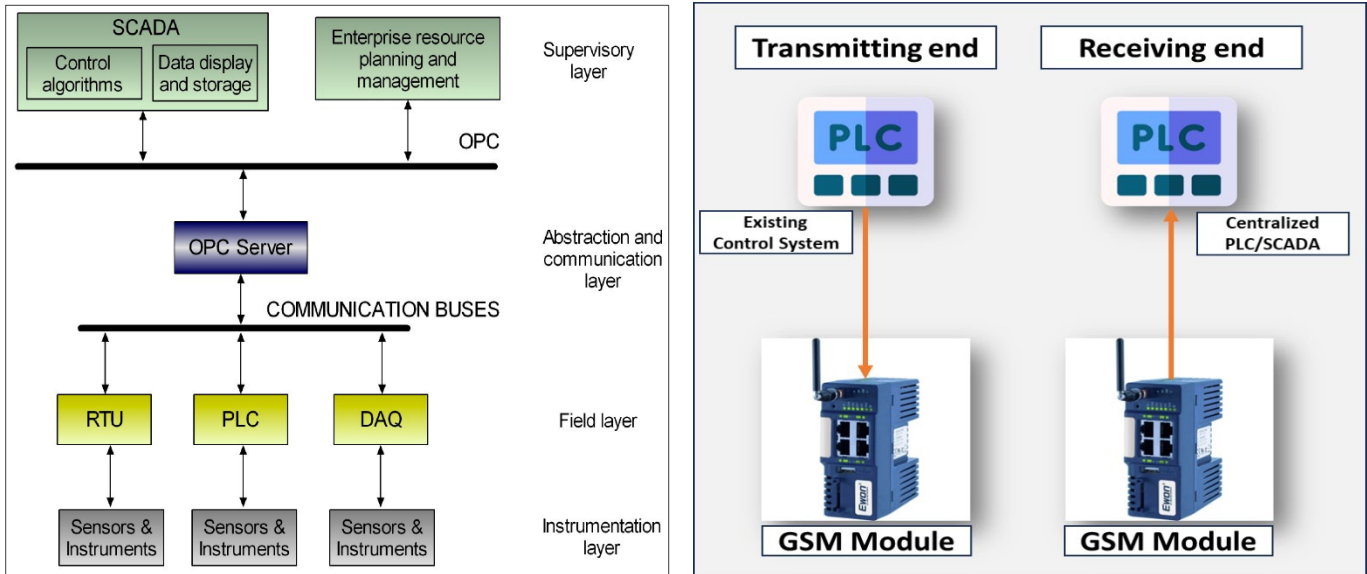 SCADA
Control
algorithms
Data display
and storage
Enterprise resource
planning and
management
Supervisory
layer
OPC
OPC Server
Abstraction and
communication
layer
COMMUNICATION BUSES
RTU
PLC
DAQ
Field layer
Sensors &
Instruments
Sensors &
Instruments
Sensors &
Instruments
Instrumentation
layer
Transmitting end
Receiving end
PLC
PLC
Existing
Control System
Centralized
PLC/SCADA
Ewon
Ewon
GSM Module
GSM Module